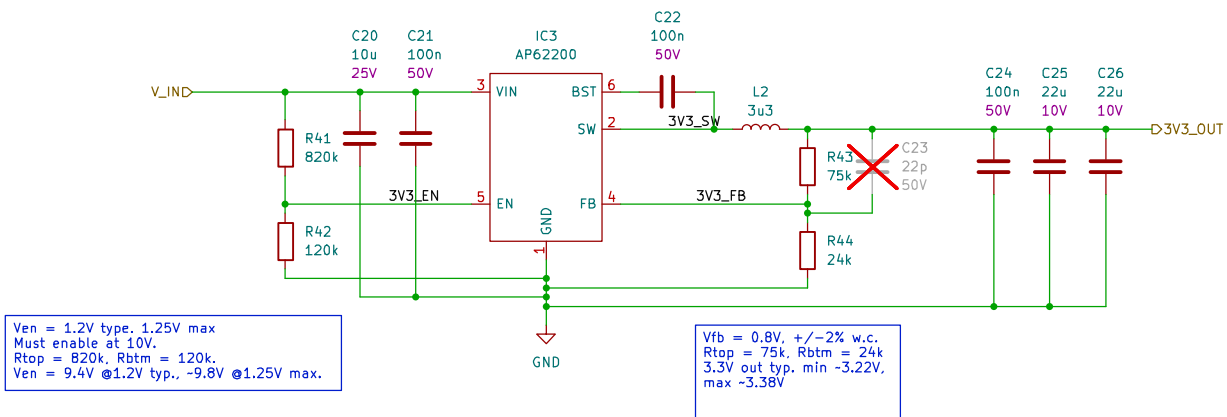 C20
10u
25V
C21
100n
50V
IC3
AP62200
C22
100n
50V
V_IN
3
VIN
BST
6
L2
3u3
C24
100n
50V
C25
22u
10V
C26
22u
10V
SW
2
3V3_SW
3V3_OUT
R41
820k
R43
75k
C23
22p
50V
3V3_EN
5
EN
FB
4
3V3_FB
GND
1
R42
120k
R44
24k
GND
Ven = 1.2V type. 1.25V max
Must enable at 10V.
Rtop = 820k, Rbtm = 120k.
Ven = 9.4V @1.2V typ., ~9.8V @1.25V max.
Vfb = 0.8V, +/-2% w.c.
Rtop = 75k, Rbtm = 24k
3.3V out typ. min ~3.22V,
max ~3.38V